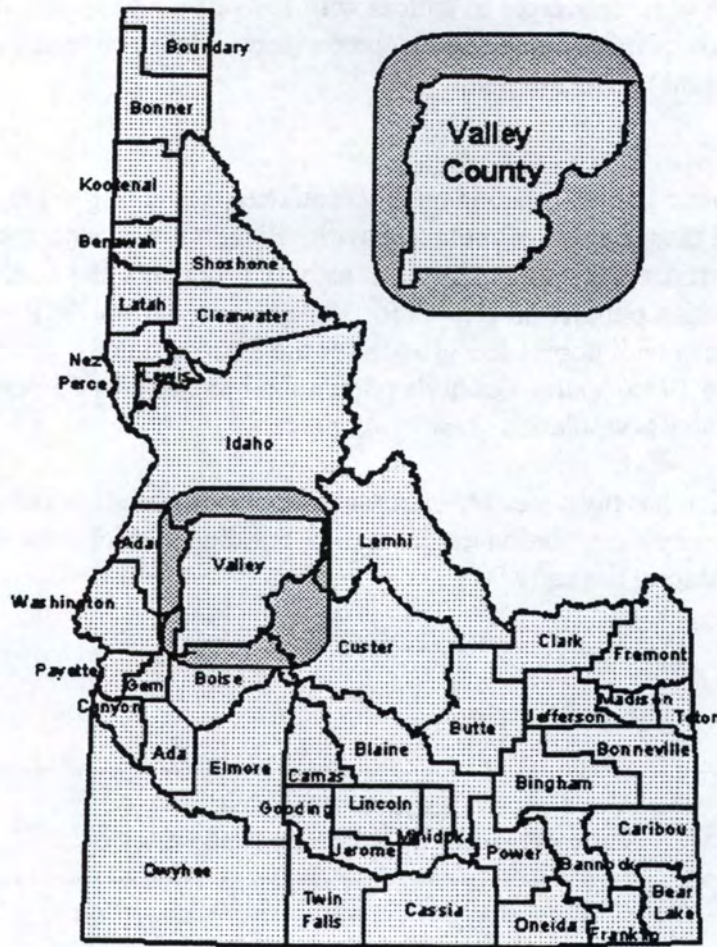 Boundary
Bonner
Valley
County
Kootenai
Benawah
Shoshone
Latah
Clearwater
Nez
Perce
Lewis
Idaho
Lemhi
Ada
Valley
Washington
Custer
Clark
Fremont
Payette
Gem
Boise
Canyon
Madison
Jefferson
Teton
Butte
Ada
Elmore
Blaine
Bonneville
Camas
Bingham
Gooding
Lincoln
Minidoka
Caribou
Jerome
Power
Bannock
Owyhee
Bear
Lake
Twin
Falls
Cassia
Oneida
Franklin